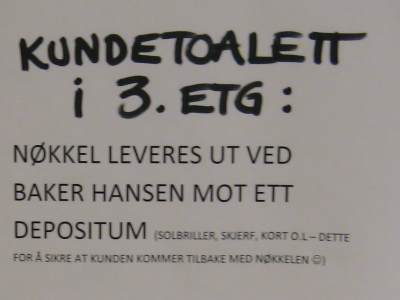 KUNDETOALETT
i 3. ETG:
NØKKEL LEVERES UT VED
BAKER HANSEN MOT ETT
DEPOSITUM (SOLBRILLER, SKJERF, KORT O.L – DETTE
FOR Å SIKRE AT KUNDEN KOMMER TILBAKE MED NØKKELEN ☺)